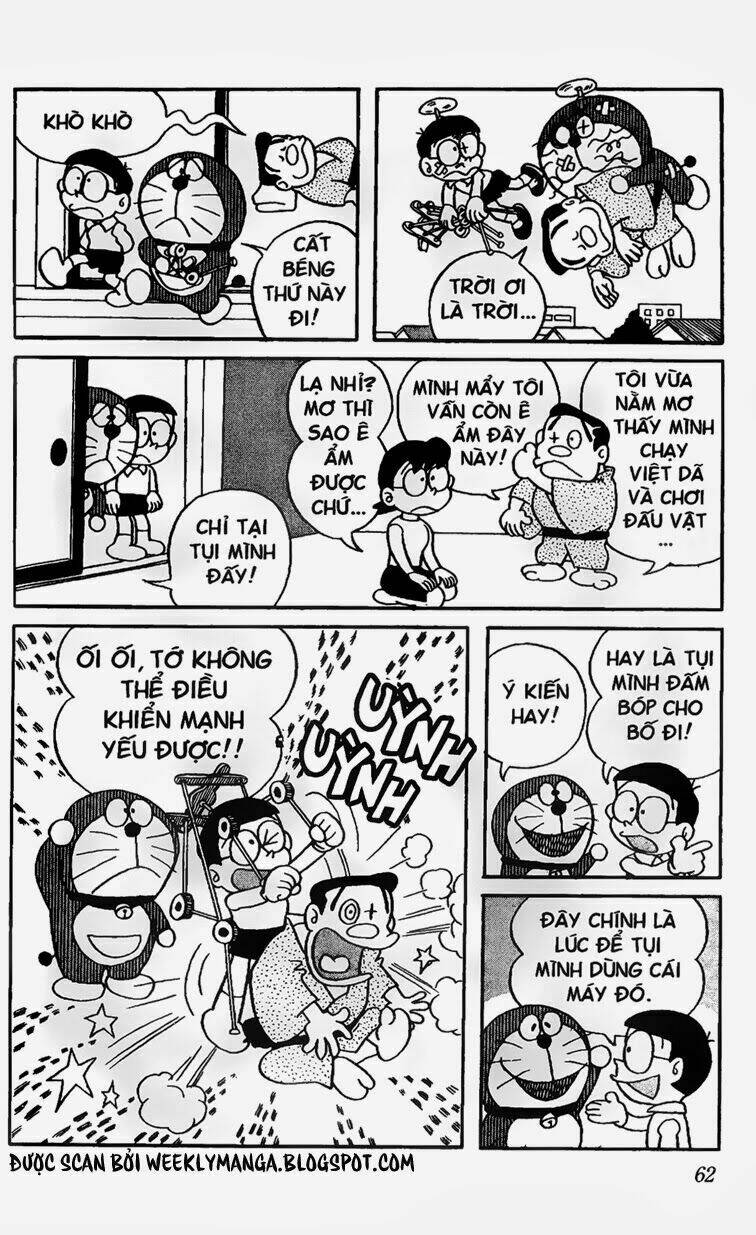 TRỜI ƠI
LÀ TRỜI...
KHÒ KHÒ
CẤT
BÉNG
THỨ NÀY
ĐI!
TÔI VỪA
NẰM MƠ
THẤY MÌNH
CHẠY
VIỆT DÃ
VÀ CHƠI
ĐẤU VẬT
...
MÌNH MẨY TÔI
VẪN CÒN Ê
ẨM ĐÂY
NÀY!
LẠ NHỈ?
MƠ THÌ
SAO Ê
ẨM
ĐƯỢC
CHỨ...
CHỈ TẠI
TỤI MÌNH
ĐẤY!
HAY LÀ TỤI
MÌNH ĐẤM
BÓP CHO
BỐ ĐI!
Ý KIẾN
HAY!
ĐÂY CHÍNH LÀ
LÚC ĐỂ TỤI
MÌNH DÙNG CÁI
MÁY ĐÓ.
ỐI ỐI, TỚ KHÔNG
THỂ ĐIỀU
KHIỂN MẠNH
YẾU ĐƯỢC!!
UỲNH
UỲNH
ĐƯỢC SCAN BỞI WEEKLYMANGA.BLOGSPOT.COM
62